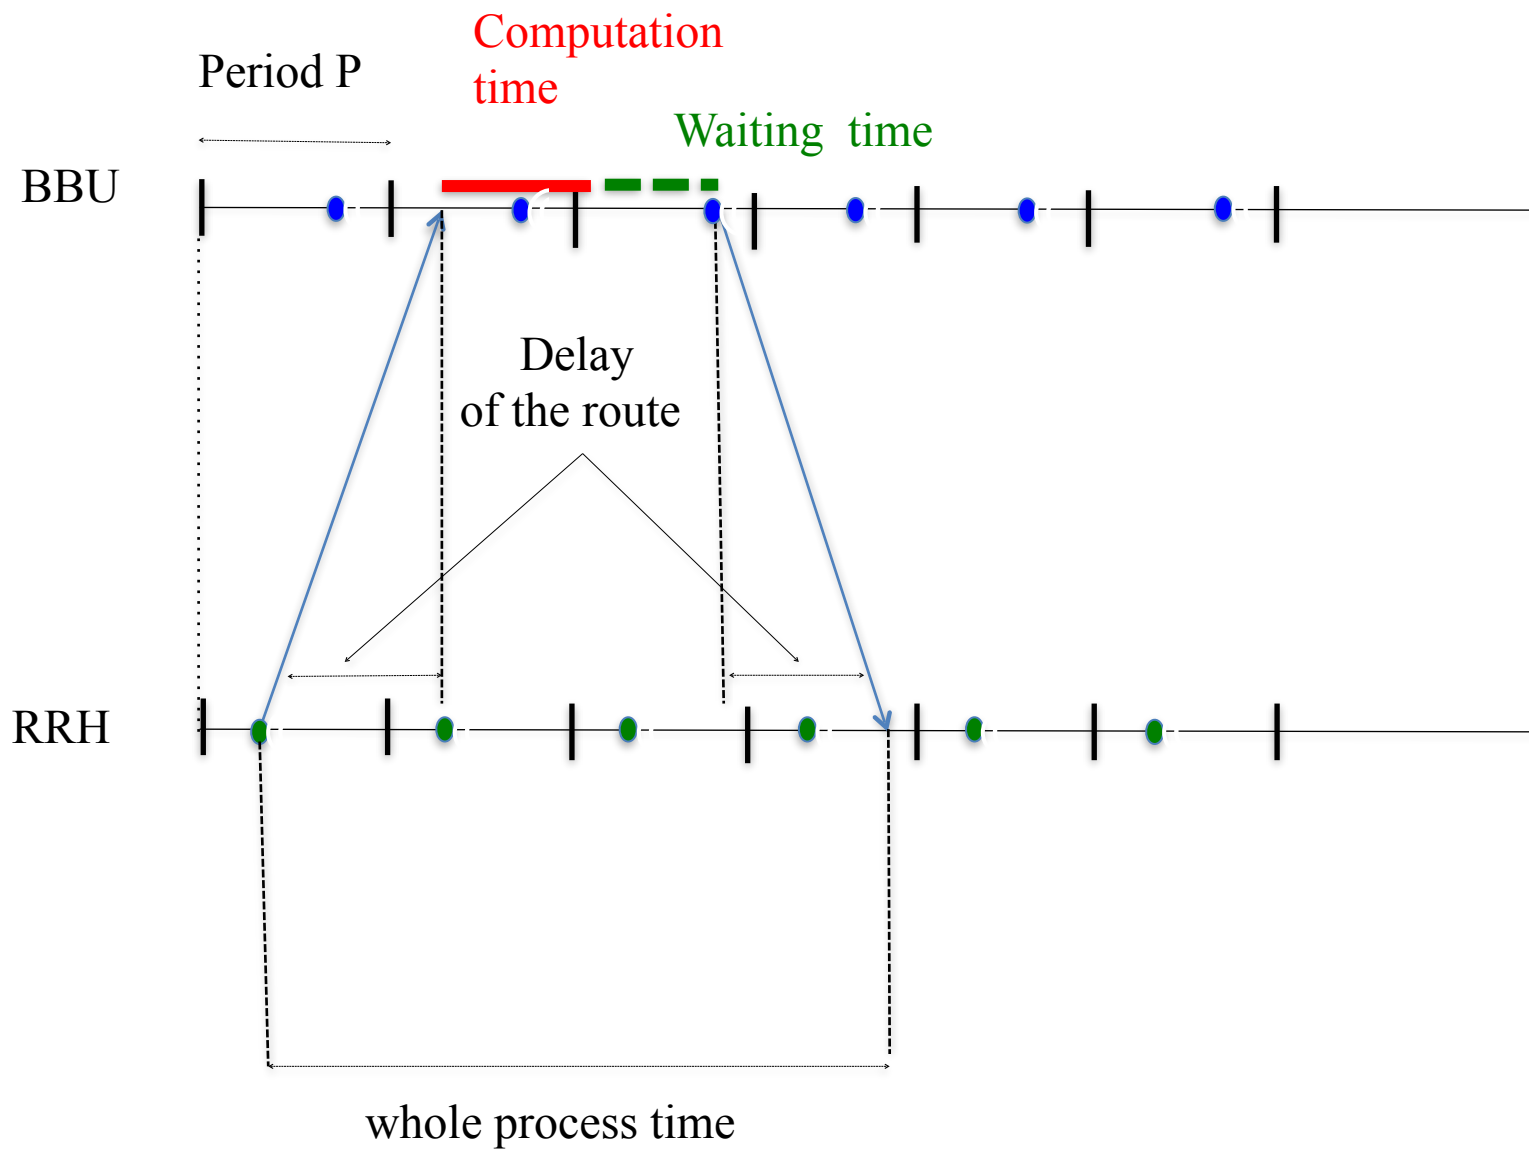 Computation
time
Period P
Waiting time
BBU
Delay
of the route
RRH
whole process time